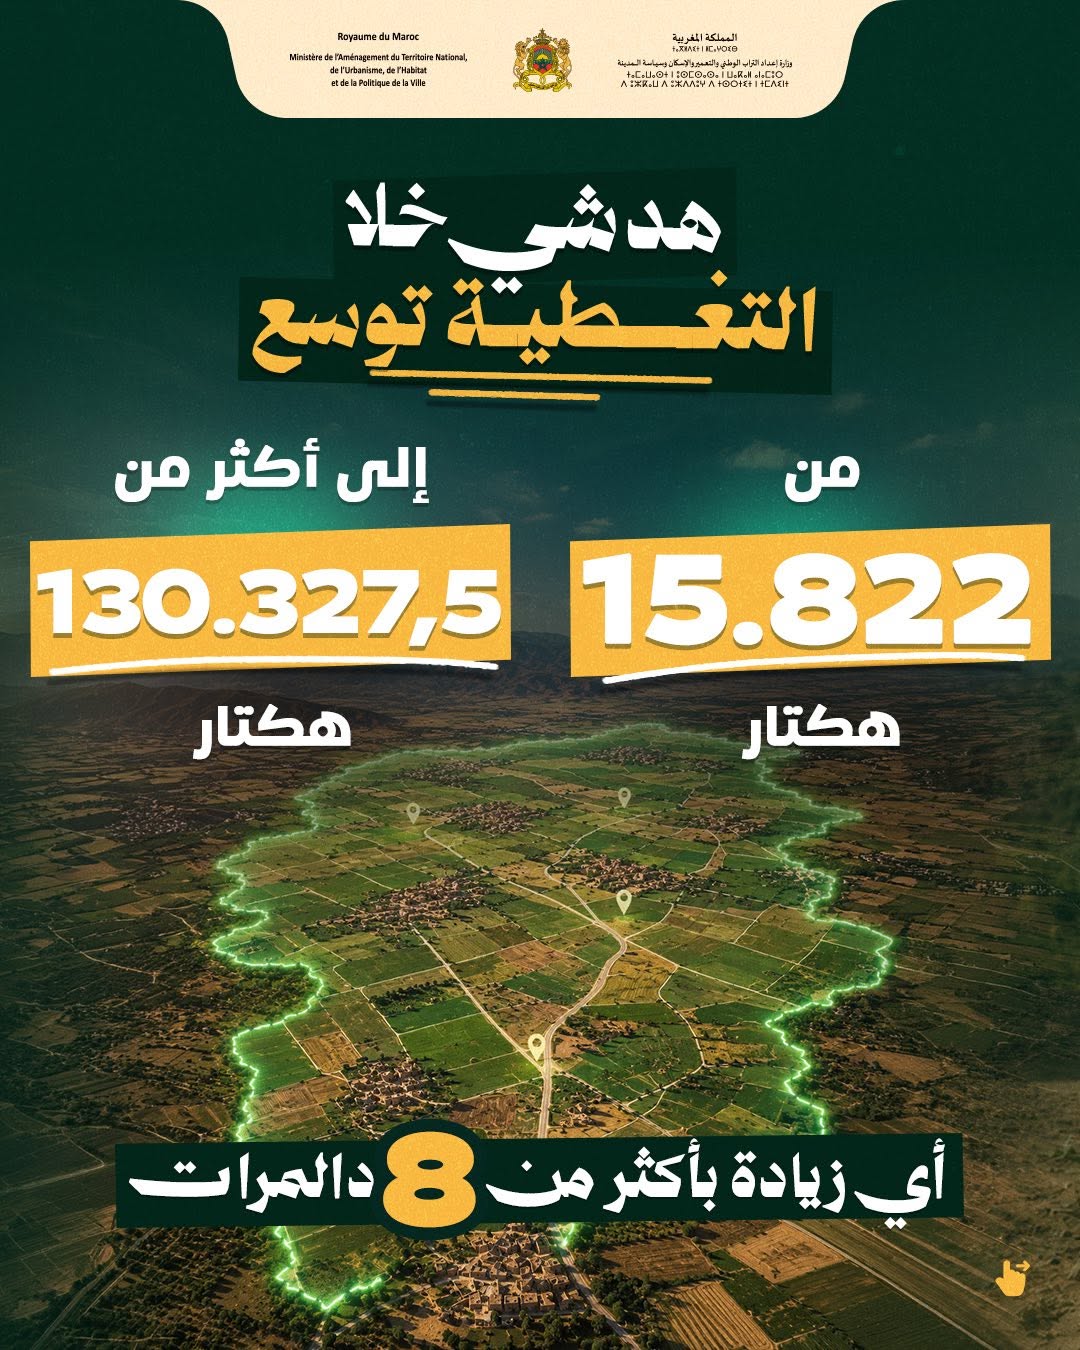 Royaume du Maroc
Ministère de l'Aménagement du Territoire National,
de l'Urbanisme, de l'Habitat
et de la Politique de la Ville
المملكة المغربية
ⵜⴰⴳⵍⴷⵉⵜ ⵏ ⵍⵎⵖⵔⵉⴱ
وزارة إعداد التراب الوطني والتعمير والإسكان وسياسة المدينة
هدشي خلا
التغطية توسع
من
15.822
هكتار
إلى أكثر من
130.327,5
هكتار
أي زيادة بأكثر من 8 دالمرات